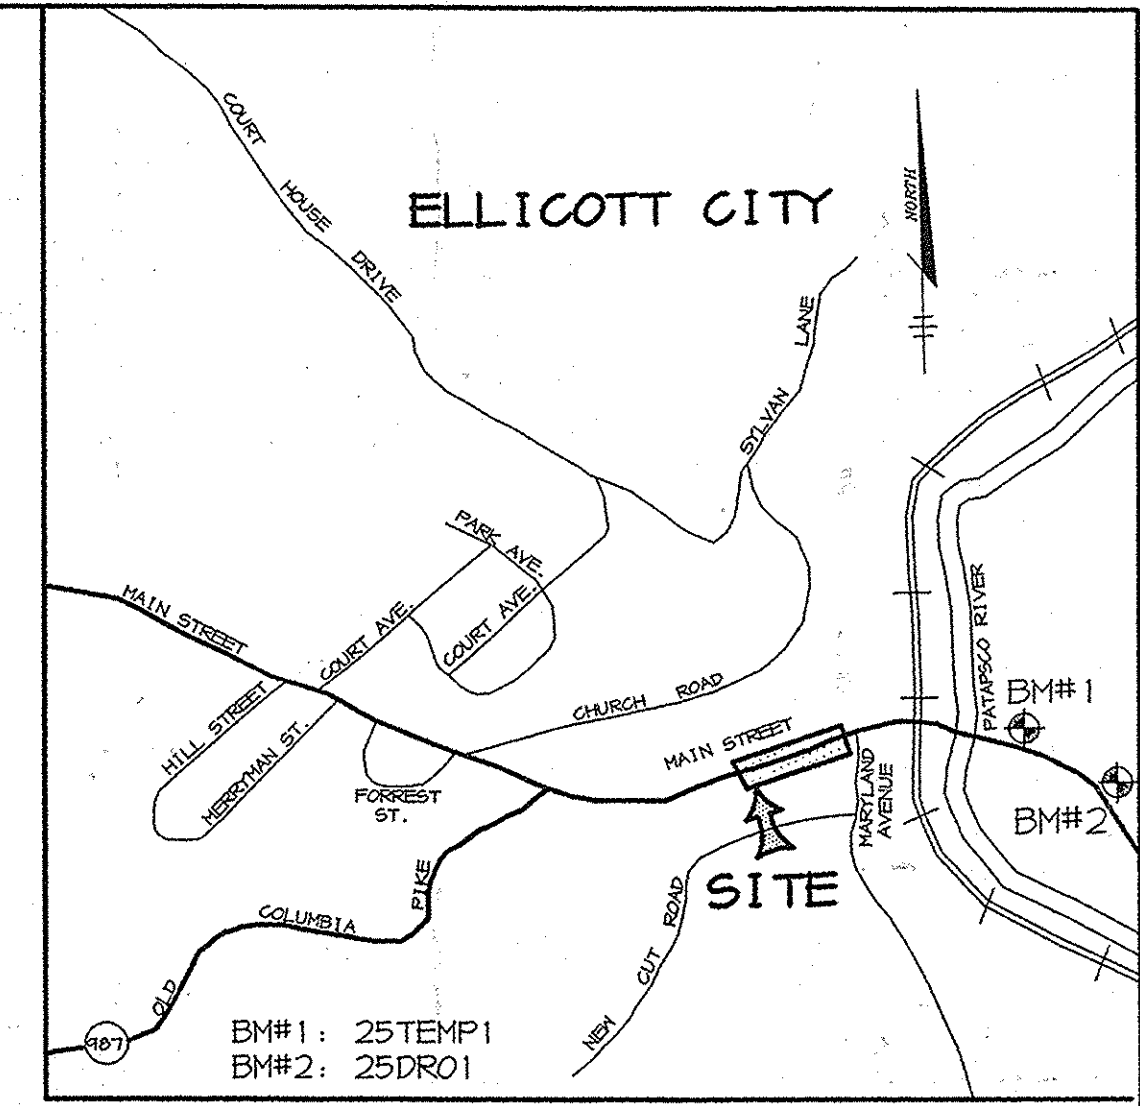 COURT HOUSE DRIVE
ELLICOTT CITY
NORTH
SYLVAN LANE
PARK AVE.
COURT AVE.
MAIN STREET
COURT AVE.
PATAPSCO RIVER
BM#1
HILL STREET
CHURCH ROAD
MERRYMAN ST.
MAIN STREET
FORREST
ST.
MARYLAND
AVENUE
BM#2
SITE
OLD COLUMBIA PIKE
NEW CUT ROAD
987
BM#1: 25TEMP1
BM#2: 25DRO1